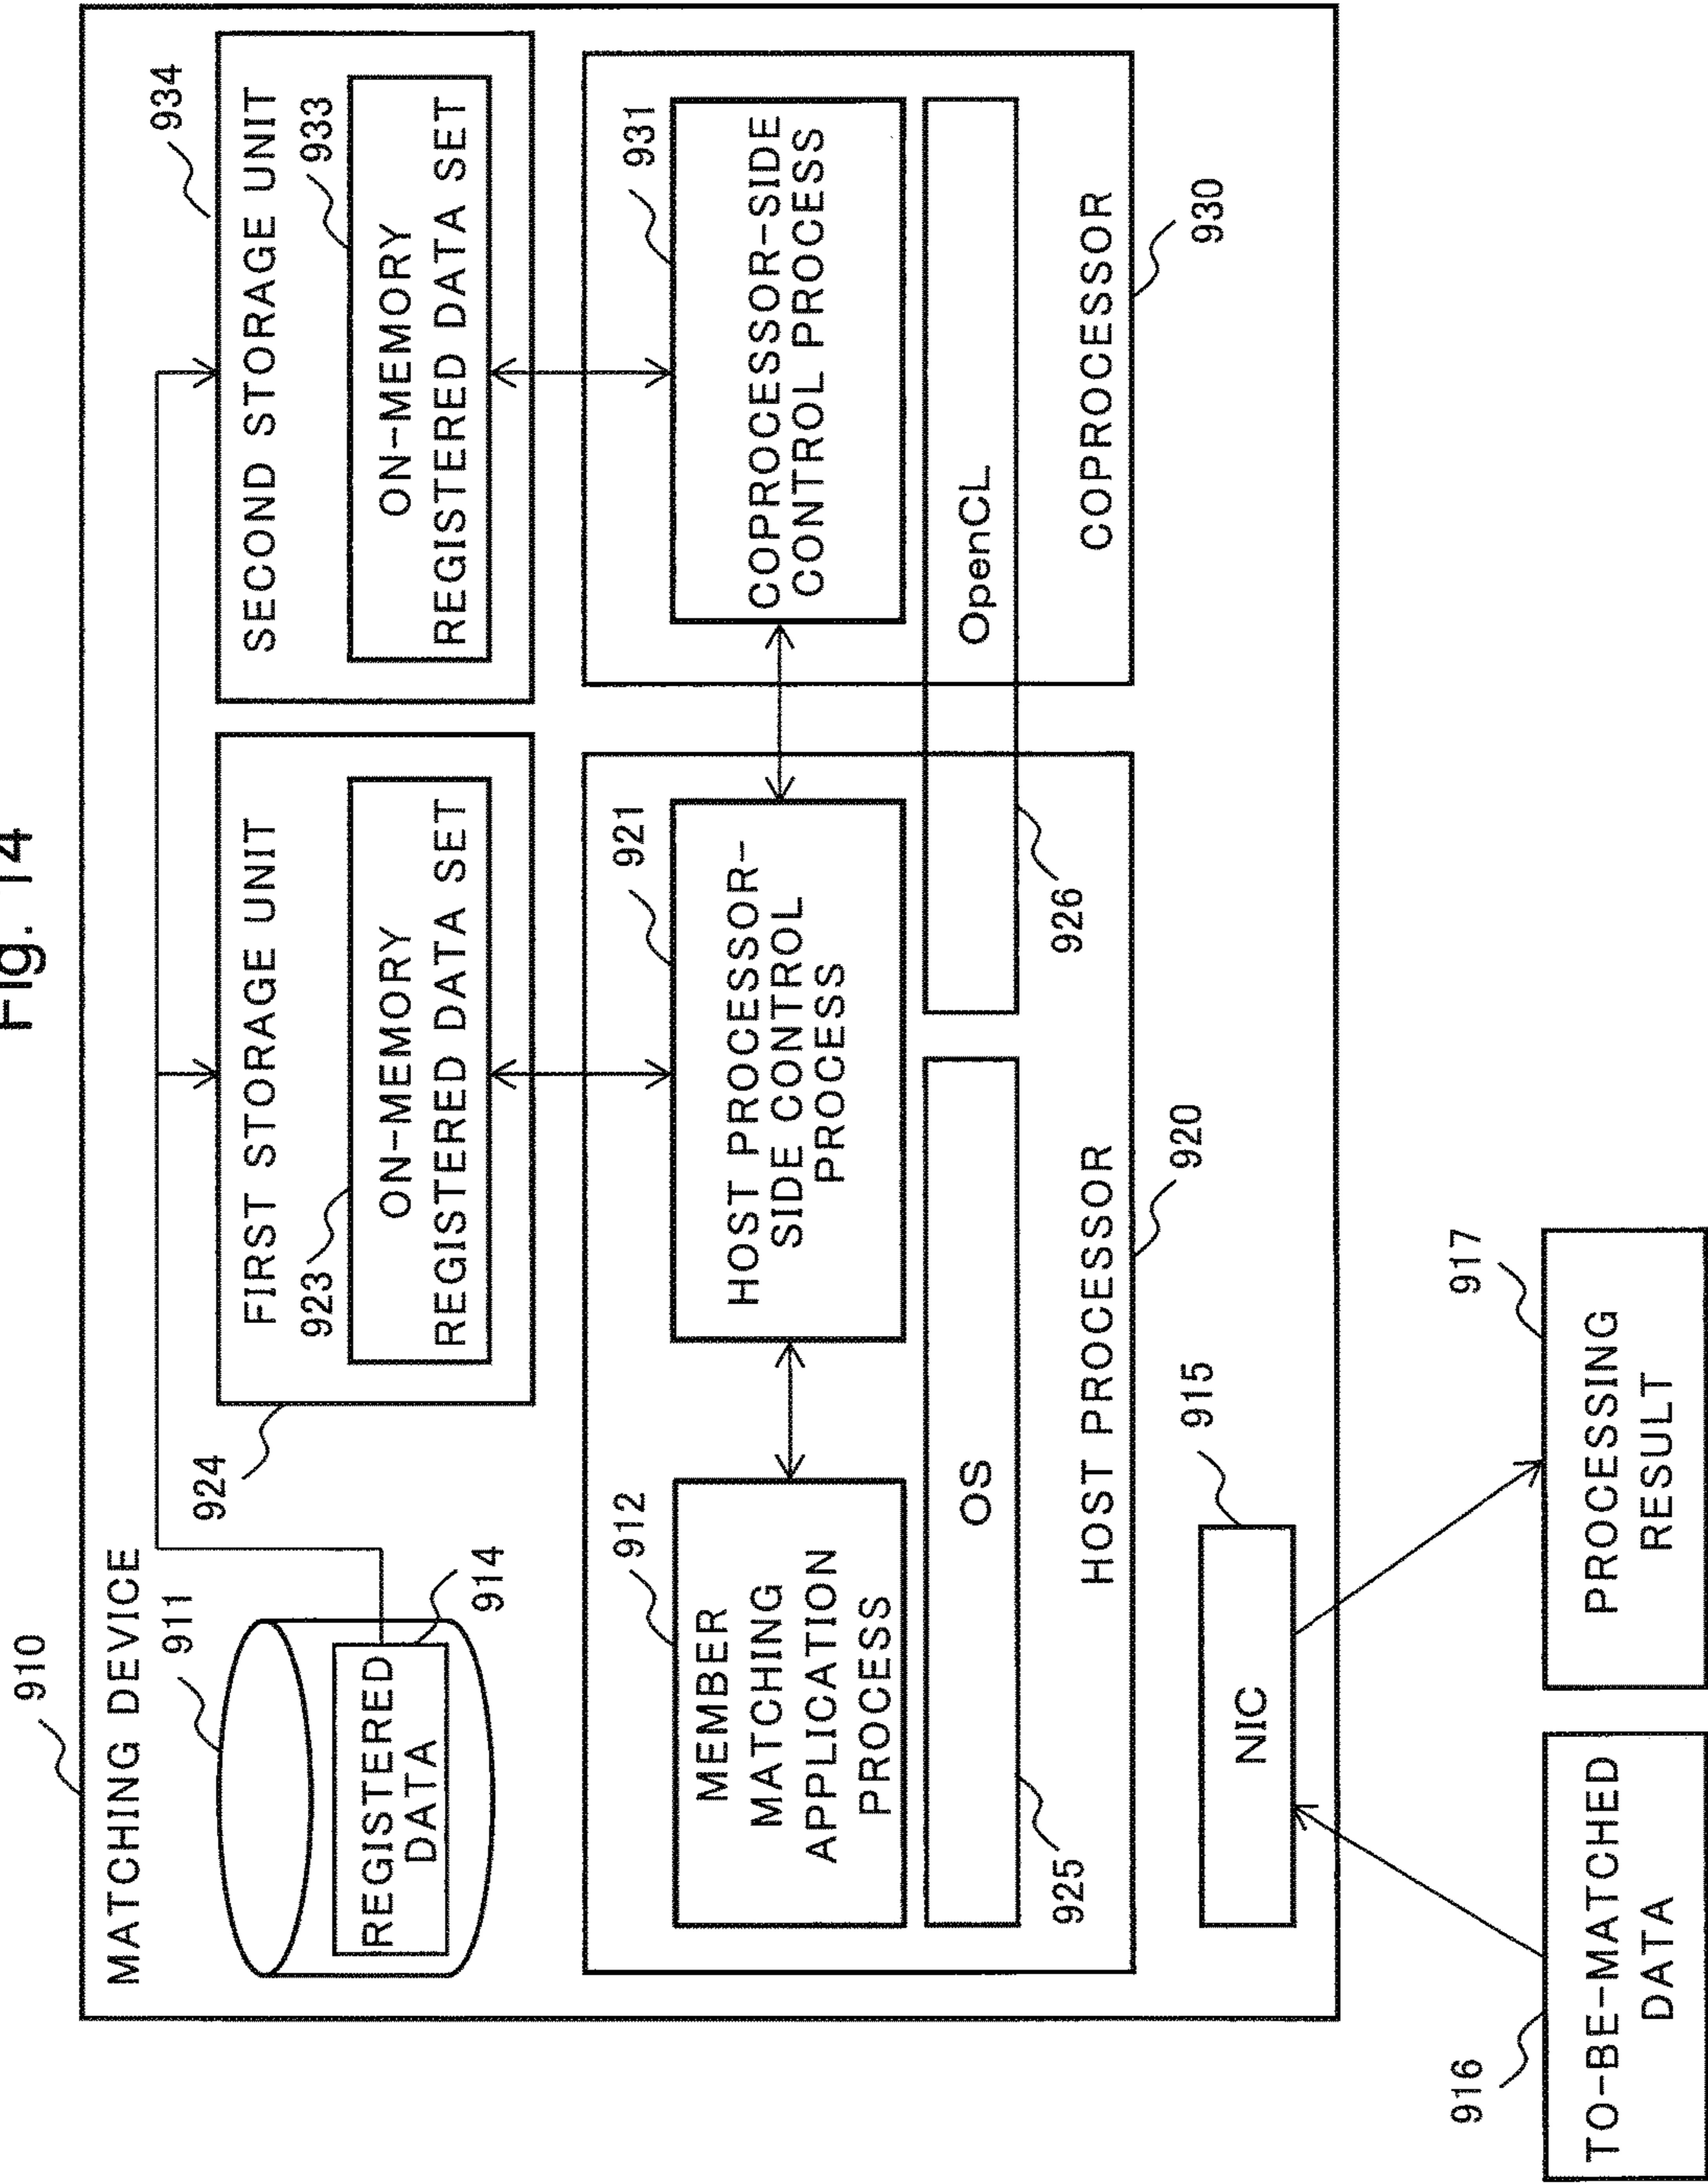 Fig. 14
910
MATCHING DEVICE
911
REGISTERED
DATA
914
924
FIRST STORAGE UNIT
923
ON-MEMORY
REGISTERED DATA SET
934
SECOND STORAGE UNIT
933
ON-MEMORY
REGISTERED DATA SET
912
MEMBER
MATCHING
APPLICATION
PROCESS
921
HOST PROCESSOR-
SIDE CONTROL
PROCESS
931
COPROCESSOR-SIDE
CONTROL PROCESS
OS
925
OpenCL
926
HOST PROCESSOR
920
COPROCESSOR
930
NIC
915
916
TO-BE-MATCHED
DATA
917
PROCESSING
RESULT